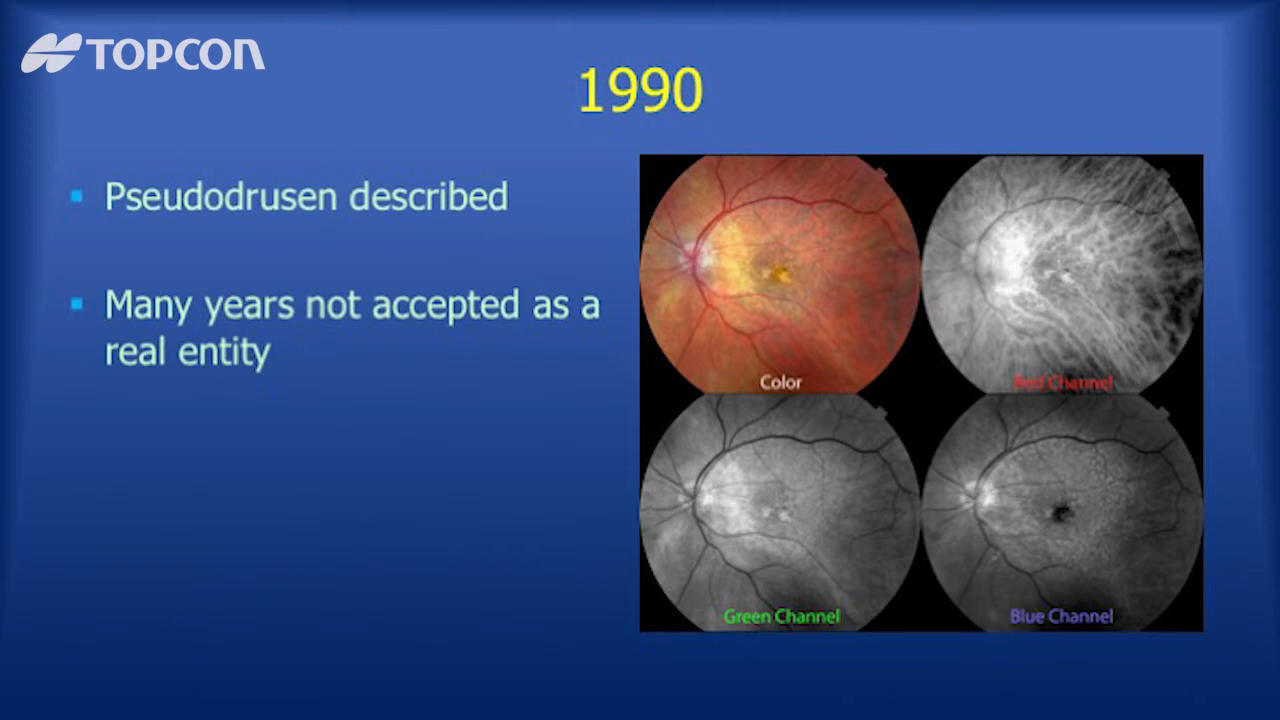 TOPCON
1990
Pseudodrusen described
Many years not accepted as a
real entity
Color
Red Channel
Green Channel
Blue Channel